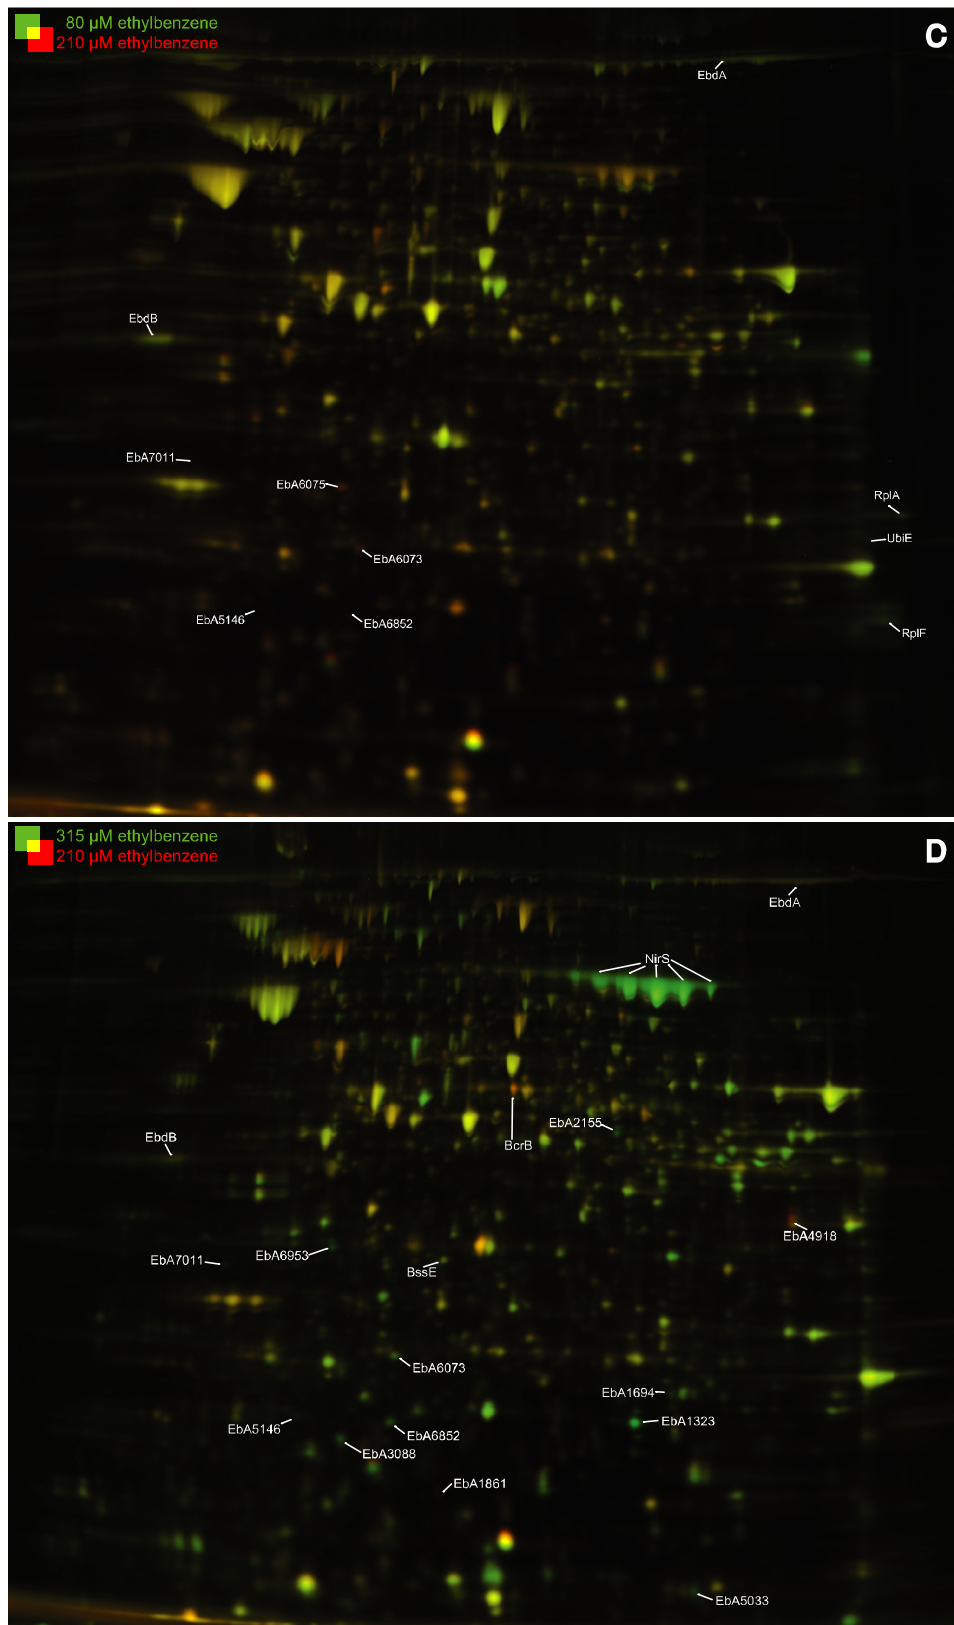 80 µM ethylbenzene
210 µM ethylbenzene
C
EbdA
EbdB
EbA7011
EbA6075
RplA
UbiE
EbA6073
EbA5146
EbA6852
RplF
315 µM ethylbenzene
210 µM ethylbenzene
D
EbdA
NirS
EbA2155
EbdB
BcrB
EbA4918
EbA6953
EbA7011
BssE
EbA6073
EbA1694
EbA1323
EbA5146
EbA6852
EbA3088
EbA1861
EbA5033